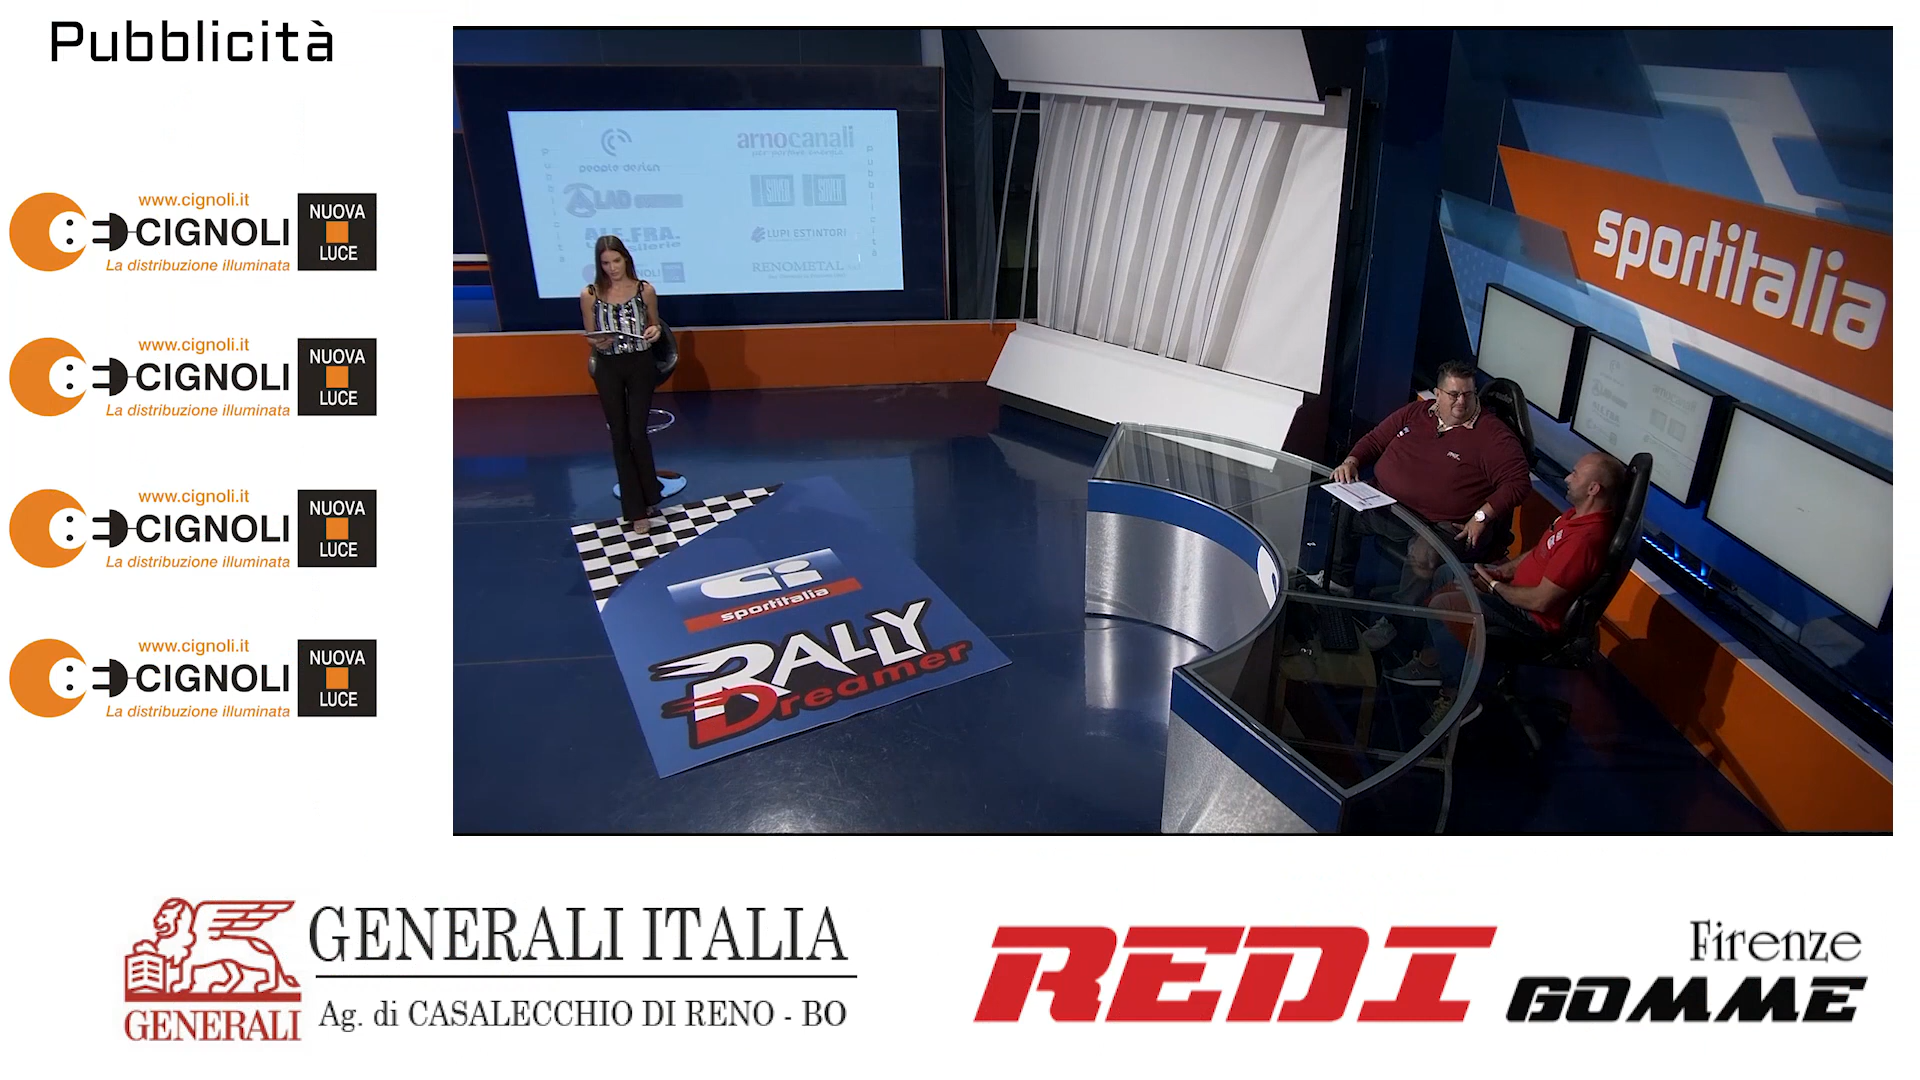 Pubblicità
www.cignoli.it
CIGNOLI
La distribuzione illuminata
NUOVA
LUCE
www.cignoli.it
CIGNOLI
La distribuzione illuminata
NUOVA
LUCE
www.cignoli.it
CIGNOLI
La distribuzione illuminata
NUOVA
LUCE
www.cignoli.it
CIGNOLI
La distribuzione illuminata
NUOVA
LUCE
people design
arnocanali
LAD
LUPI ESTINTORI
RENOMETAL
sportitalia
sportitalia
RALLY
Dreamer
GENERALI
GENERALI ITALIA
Ag. di CASALECCHIO DI RENO - BO
REDI
Firenze
GOMME